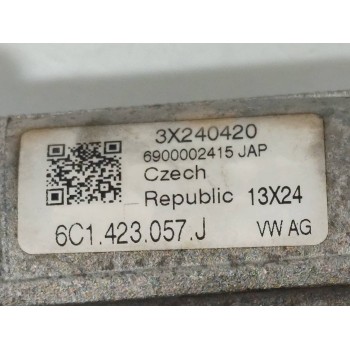 3X240420
6900002415 JAP
Czech
Republic 13X24
6C1.423.057.J VW AG